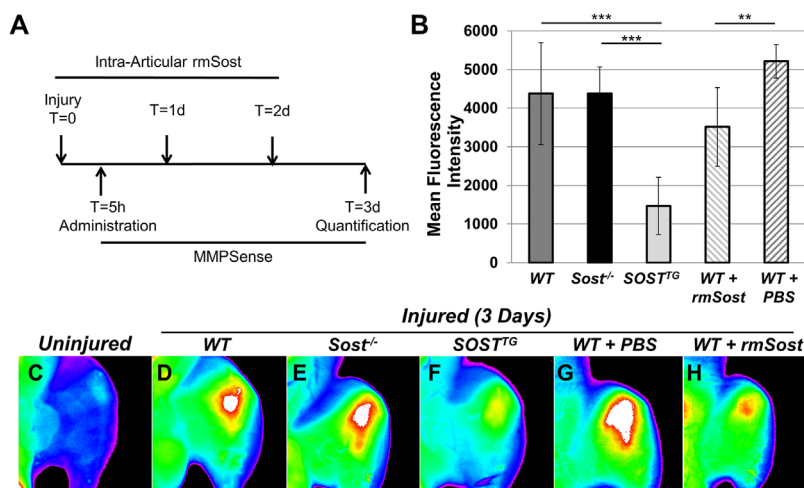 A
Intra-Articular rmSost
Injury
T=0
T=1d
T=2d
T=5h
Administration
T=3d
Quantification
MMPSense
B
Mean Fluorescence
Intensity
6000
5000
4000
3000
2000
1000
0
***
***
**
WT
Sost-/-
SOSTTG
WT +
rmSost
WT +
PBS
Injured (3 Days)
Uninjured
WT
Sost-/-
SOSTTG
WT + PBS
WT + rmSost
C
D
E
F
G
H